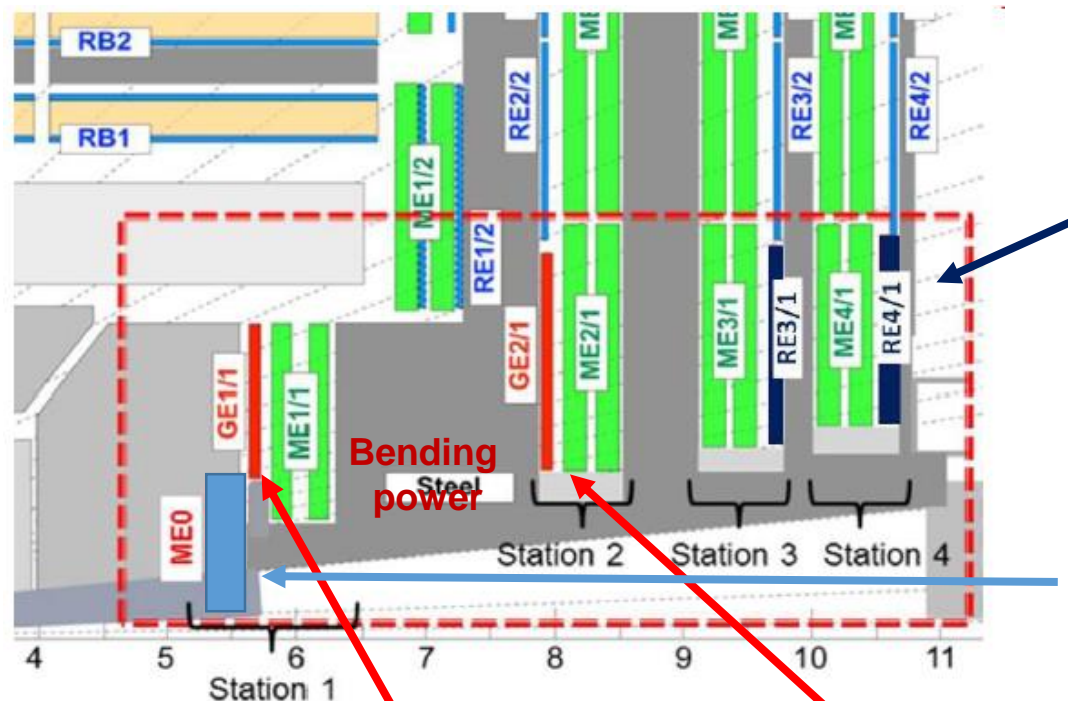 RB2
RB1
ME1/2
RE1/2
RE2/2
RE3/2
RE4/2
GE1/1
ME1/1
GE2/1
ME2/1
ME3/1
RE3/1
ME4/1
RE4/1
Bending
Steel
power
ME0
Station 2
Station 3
Station 4
4 5 6 7 8 9 10 11
Station 1